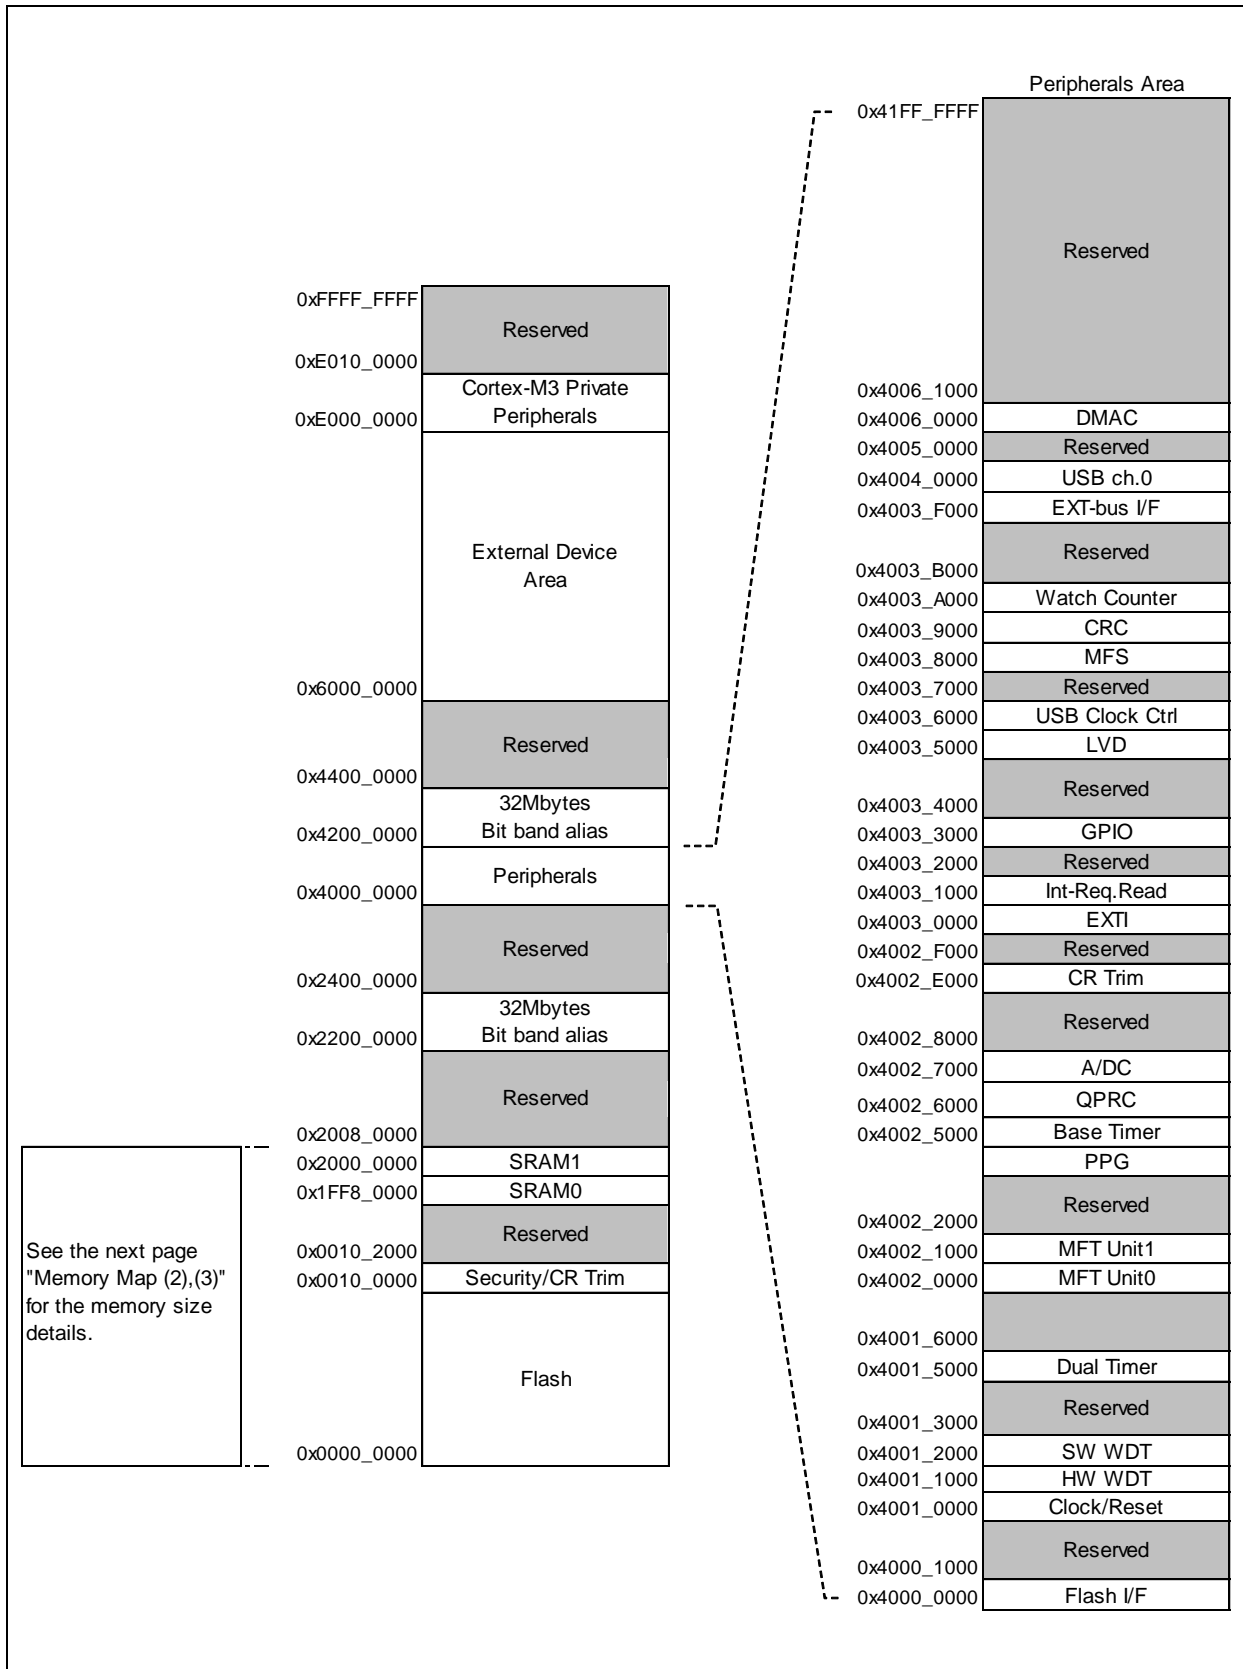 Peripherals Area
0x41FF_FFFF
Reserved
0x4006_1000
0x4006_0000 DMAC
0x4005_0000 Reserved
0x4004_0000 USB ch.0
0x4003_F000 EXT-bus I/F
Reserved
0x4003_B000
0x4003_A000 Watch Counter
0x4003_9000 CRC
0x4003_8000 MFS
0x4003_7000 Reserved
0x4003_6000 USB Clock Ctrl
0x4003_5000 LVD
Reserved
0x4003_4000
0x4003_3000 GPIO
0x4003_2000 Reserved
0x4003_1000 Int-Req.Read
0x4003_0000 EXTI
0x4002_F000 Reserved
0x4002_E000 CR Trim
Reserved
0x4002_8000
0x4002_7000 A/DC
0x4002_6000 QPRC
0x4002_5000 Base Timer
PPG
Reserved
0x4002_2000
0x4002_1000 MFT Unit1
0x4002_0000 MFT Unit0
0x4001_6000
0x4001_5000 Dual Timer
Reserved
0x4001_3000
0x4001_2000 SW WDT
0x4001_1000 HW WDT
0x4001_0000 Clock/Reset
Reserved
0x4000_1000
0x4000_0000 Flash I/F
0xFFFF_FFFF
Reserved
0xE010_0000
Cortex-M3 Private
0xE000_0000 Peripherals
External Device
Area
0x6000_0000
Reserved
0x4400_0000
32Mbytes
0x4200_0000 Bit band alias
Peripherals
0x4000_0000
Reserved
0x2400_0000
32Mbytes
0x2200_0000 Bit band alias
Reserved
0x2008_0000
0x2000_0000 SRAM1
0x1FF8_0000 SRAM0
Reserved
0x0010_2000
0x0010_0000 Security/CR Trim
Flash
0x0000_0000
See the next page
"Memory Map (2),(3)"
for the memory size
details.